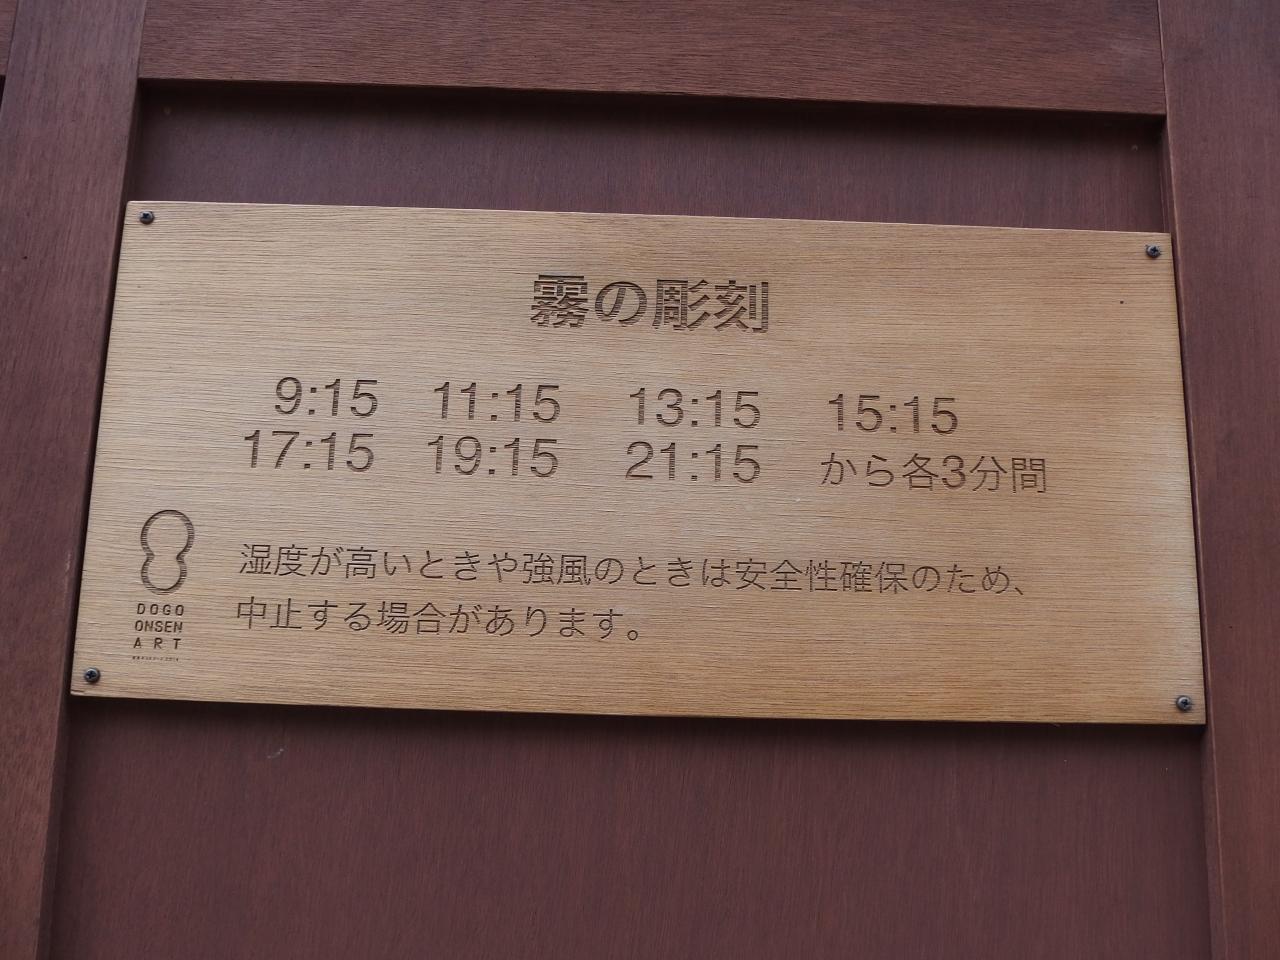 霧の彫刻
9:15 11:15 13:15 15:15
17:15 19:15 21:15 から各3分間
湿度が高いときや強風のときは安全性確保のため、
中止する場合があります。
DOGO
ONSEN
ART